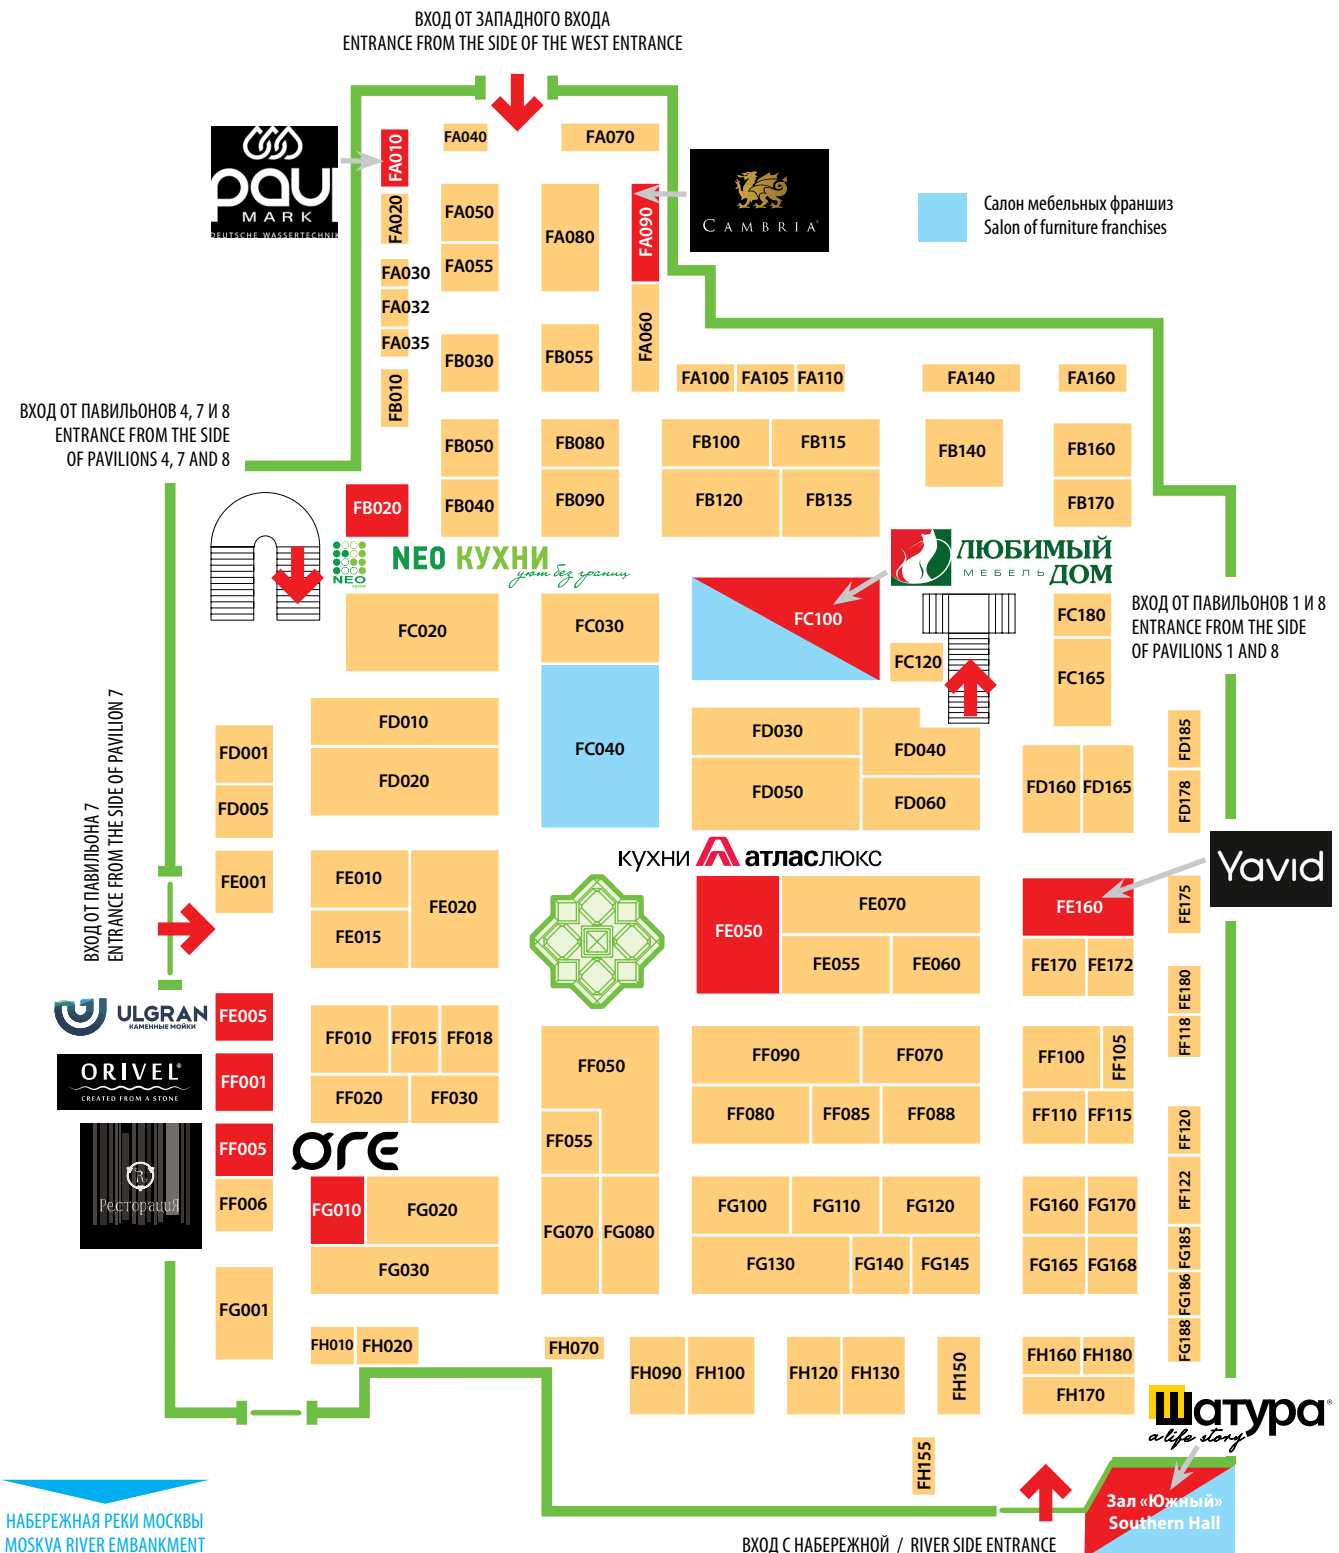 ВХОД ОТ ЗАПАДНОГО ВХОДА
ENTRANCE FROM THE SIDE OF THE WEST ENTRANCE
FA010
FA040
FA070
paul
MARK
DEUTSCHE WASSERTECHNIK
CAMBRIA
FA020
FA050
FA080
FA090
Салон мебельных франшиз
Salon of furniture franchises
FA030
FA055
FA032
FA035
FA060
FB010
FB030
FB055
FA100
FA105
FA110
FA140
FA160
ВХОД ОТ ПАВИЛЬОНОВ 4, 7 И 8
ENTRANCE FROM THE SIDE
OF PAVILIONS 4, 7 AND 8
FB050
FB080
FB100
FB115
FB140
FB160
FB020
FB040
FB090
FB120
FB135
FB170
NEO
кухни
NEO КУХНИ
уют без границ
ЛЮБИМЫЙ
МЕБЕЛЬ ДОМ
FC020
FC030
FC100
FC120
FC180
FC165
ВХОД ОТ ПАВИЛЬОНОВ 1 И 8
ENTRANCE FROM THE SIDE
OF PAVILIONS 1 AND 8
FC040
FD001
FD005
FD010
FD020
FD030
FD040
FD050
FD060
FD160
FD165
FD185
FD178
ВХОД ОТ ПАВИЛЬОНА 7
ENTRANCE FROM THE SIDE OF PAVILION 7
кухни атласлюкс
Yavid
FE001
FE010
FE015
FE020
FE050
FE070
FE055
FE060
FE160
FE170
FE172
FE175
FE180
ULGRAN
КАМЕННЫЕ МОЙКИ
FE005
ORIVEL®
CREATED FROM A STONE
FF001
FF010
FF015
FF018
FF020
FF030
FF050
FF055
FF090
FF070
FF080
FF085
FF088
FF100
FF105
FF110
FF115
FF118
FF120
FF122
R
РесторациЯ
FF005
FF006
ØГЕ
FG010
FG020
FG030
FG001
FG070
FG080
FG100
FG110
FG120
FG130
FG140
FG145
FG160
FG170
FG165
FG168
FG185
FG186
FG188
FH010
FH020
FH070
FH090
FH100
FH120
FH130
FH150
FH160
FH180
FH170
FH155
Шатура®
a life story
Зал «Южный»
Southern Hall
НАБЕРЕЖНАЯ РЕКИ МОСКВЫ
MOSKVA RIVER EMBANKMENT
ВХОД С НАБЕРЕЖНОЙ / RIVER SIDE ENTRANCE